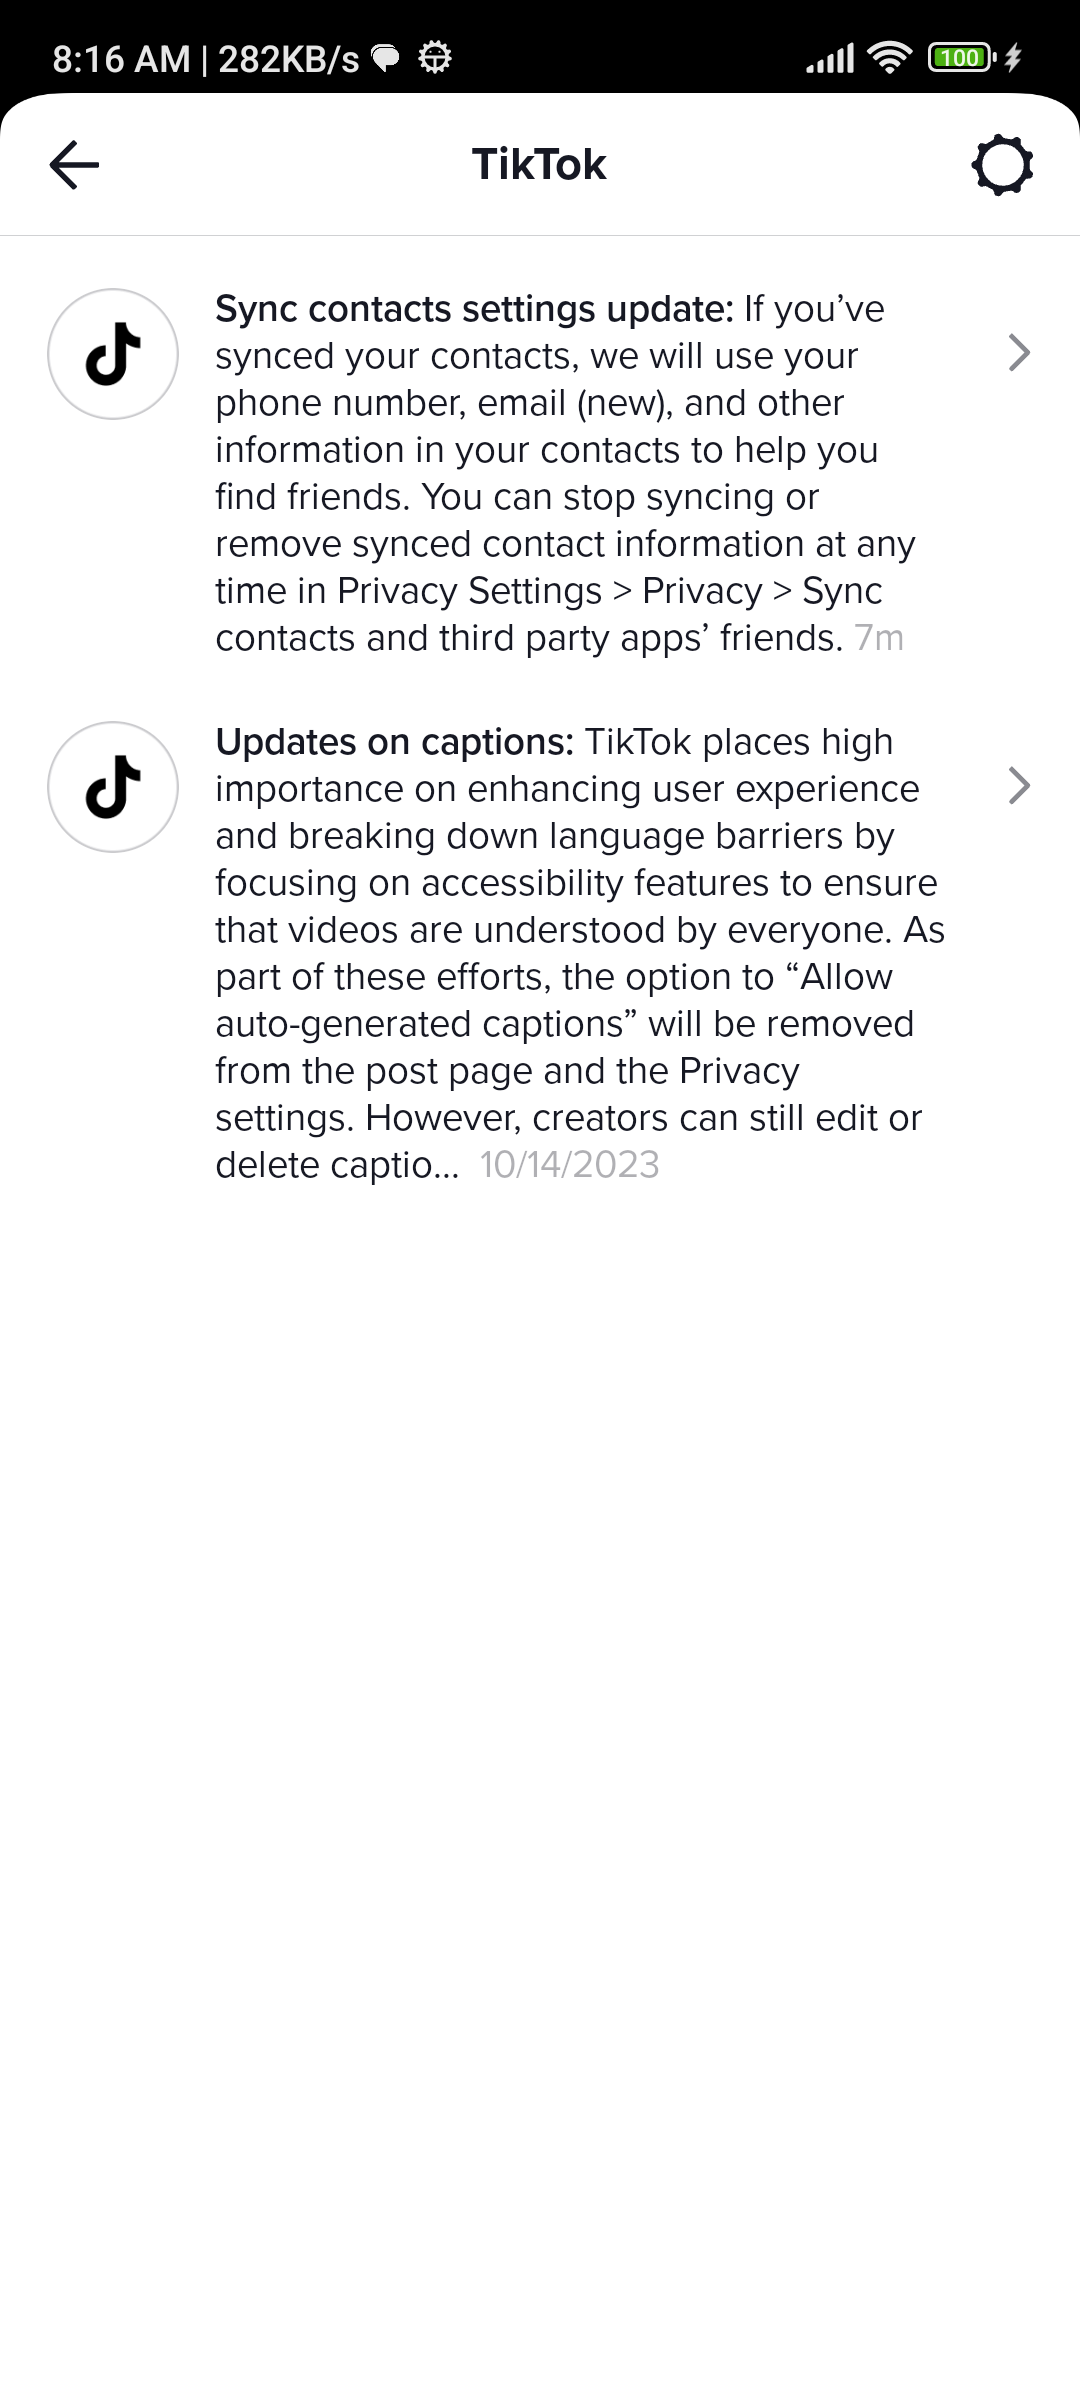 8:16 AM | 282KB/s
100
TikTok
Sync contacts settings update: If you’ve
synced your contacts, we will use your
phone number, email (new), and other
information in your contacts to help you
find friends. You can stop syncing or
remove synced contact information at any
time in Privacy Settings > Privacy > Sync
contacts and third party apps’ friends. 7m
Updates on captions: TikTok places high
importance on enhancing user experience
and breaking down language barriers by
focusing on accessibility features to ensure
that videos are understood by everyone. As
part of these efforts, the option to “Allow
auto-generated captions” will be removed
from the post page and the Privacy
settings. However, creators can still edit or
delete captio... 10/14/2023